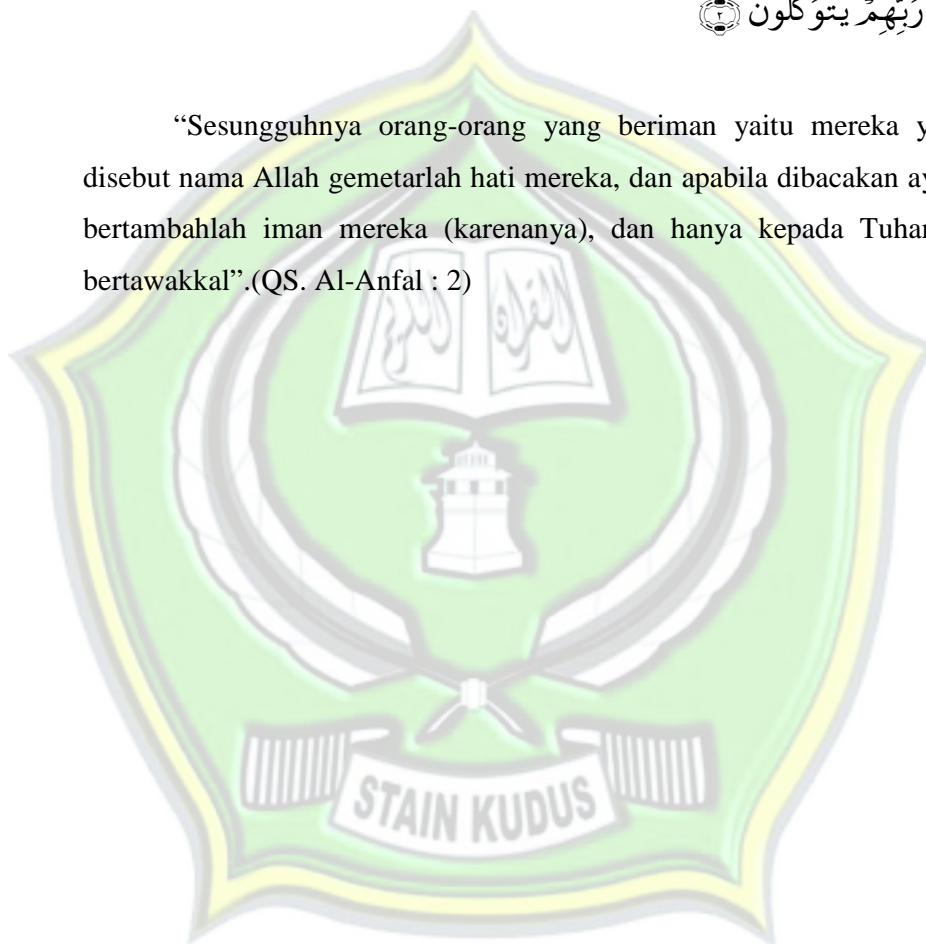 رَبِّهِمْ يَتَوَكَّلُونَ ۝٢
“Sesungguhnya orang-orang yang beriman yaitu mereka y
disebut nama Allah gemetarlah hati mereka, dan apabila dibacakan ay
bertambahlah iman mereka (karenanya), dan hanya kepada Tuhan
bertawakkal”.(QS. Al-Anfal : 2)
القران
STAIN KUDUS